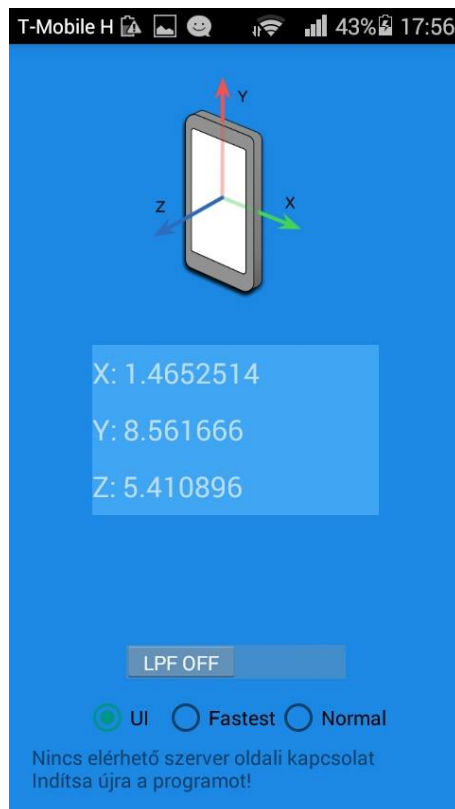 T-Mobile H 43% 17:56
Y
Z X
X: 1.4652514
Y: 8.561666
Z: 5.410896
LPF OFF
UI Fastest Normal
Nincs elérhető szerver oldali kapcsolat
Indítsa újra a programot!